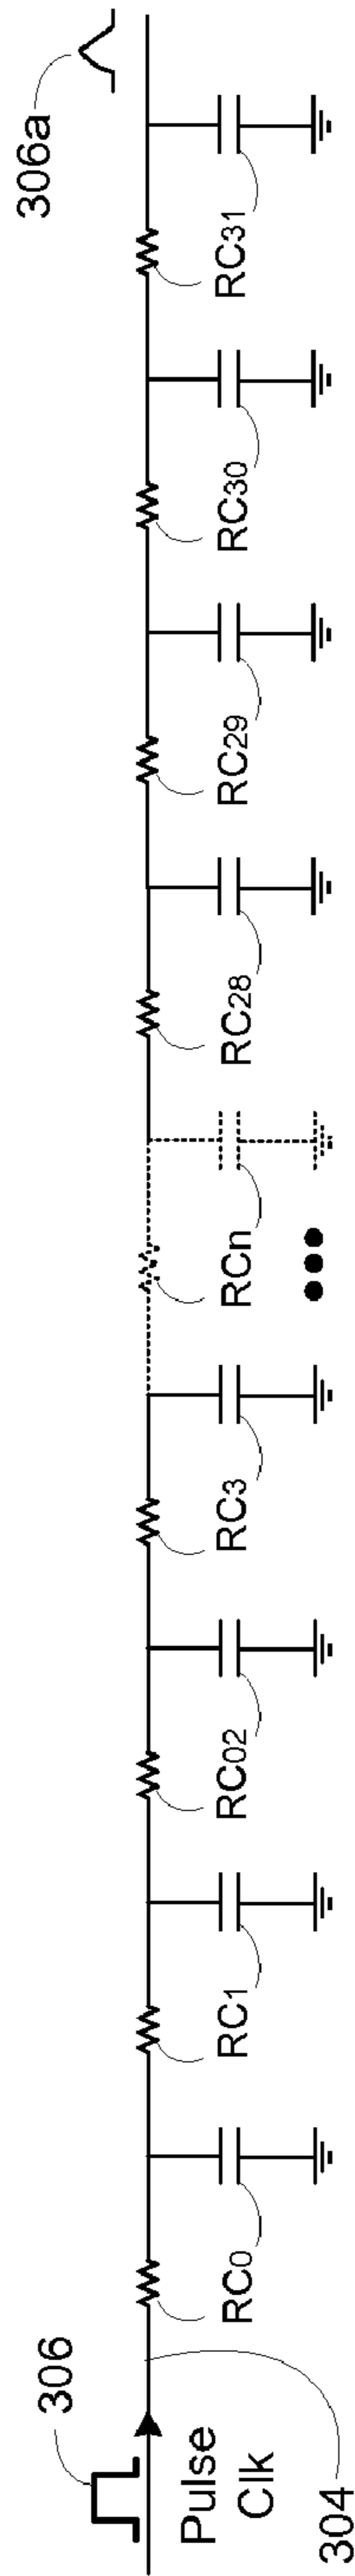 306
306a
Pulse
Clk
304
RC0
RC1
RC02
RC3
RCn
RC28
RC29
RC30
RC31